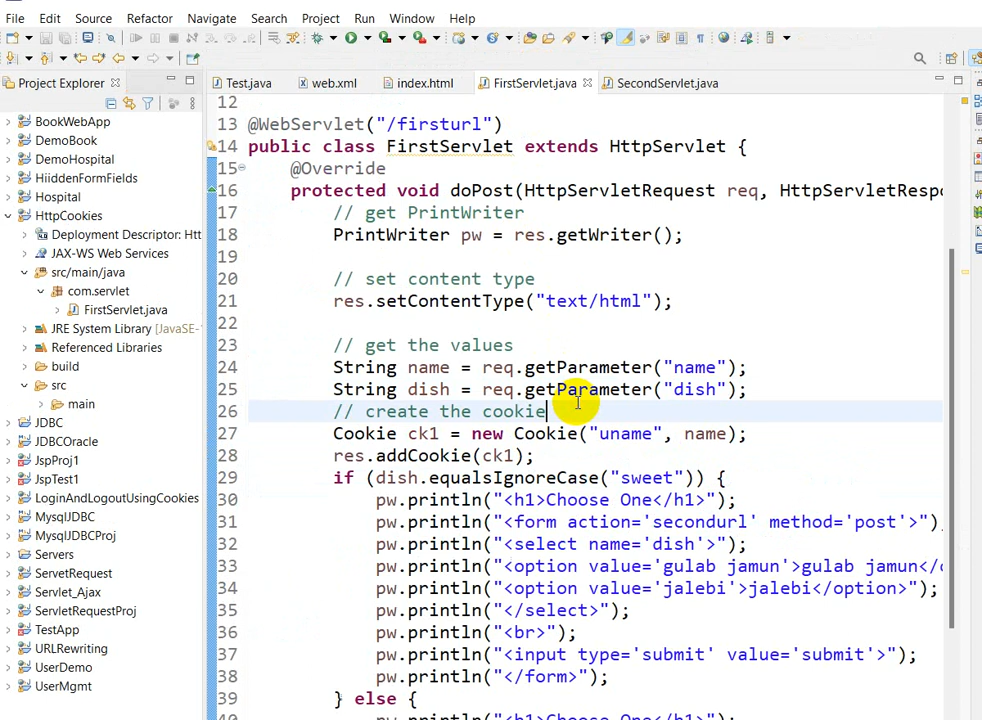 File Edit Source Refactor Navigate Search Project Run Window Help
Project Explorer
Test.java web.xml index.html FirstServlet.java SecondServlet.java
BookWebApp
DemoBook
DemoHospital
HiiddenFormFields
Hospital
HttpCookies
Deployment Descriptor: Htt
JAX-WS Web Services
src/main/java
com.servlet
FirstServlet.java
JRE System Library [JavaSE-
Referenced Libraries
build
src
main
JDBC
JDBCOracle
JspProj1
JspTest1
LoginAndLogoutUsingCookies
MysqlJDBC
MysqlJDBCProj
Servers
ServetRequest
Servlet_Ajax
ServletRequestProj
TestApp
URLRewriting
UserDemo
UserMgmt
12
13 @WebServlet("/firsturl")
14 public class FirstServlet extends HttpServlet {
15 @Override
16 protected void doPost(HttpServletRequest req, HttpServletRespo
17 // get PrintWriter
18 PrintWriter pw = res.getWriter();
19
20 // set content type
21 res.setContentType("text/html");
22
23 // get the values
24 String name = req.getParameter("name");
25 String dish = req.getParameter("dish");
26 // create the cookie
27 Cookie ck1 = new Cookie("uname", name);
28 res.addCookie(ck1);
29 if (dish.equalsIgnoreCase("sweet")) {
30 pw.println("<h1>Choose One</h1>");
31 pw.println("<form action='secondurl' method='post'>")
32 pw.println("<select name='dish'>");
33 pw.println("<option value='gulab jamun'>gulab jamun</o
34 pw.println("<option value='jalebi'>jalebi</option>");
35 pw.println("</select>");
36 pw.println("<br>");
37 pw.println("<input type='submit' value='submit'>");
38 pw.println("</form>");
39 } else {
40 pw.println("<h1>Choose One</h1>");